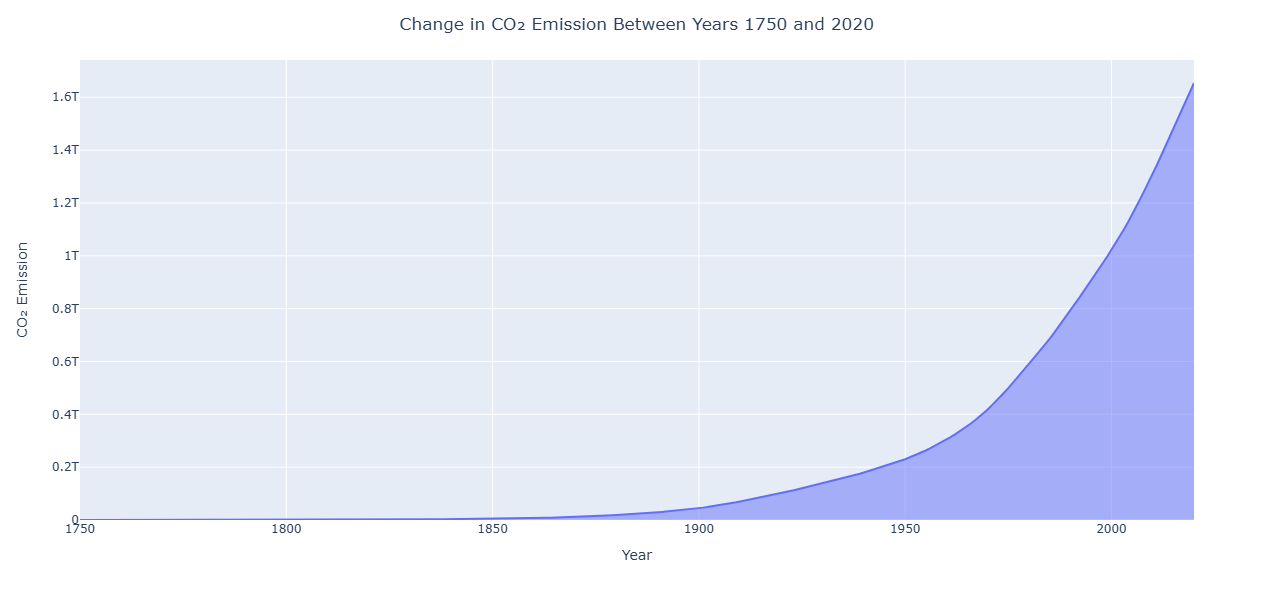 Change in CO₂ Emission Between Years 1750 and 2020
1.6T
1.4T
1.2T
1T
0.8T
0.6T
0.4T
0.2T
0
CO₂ Emission
1750 1800 1850 1900 1950 2000
Year